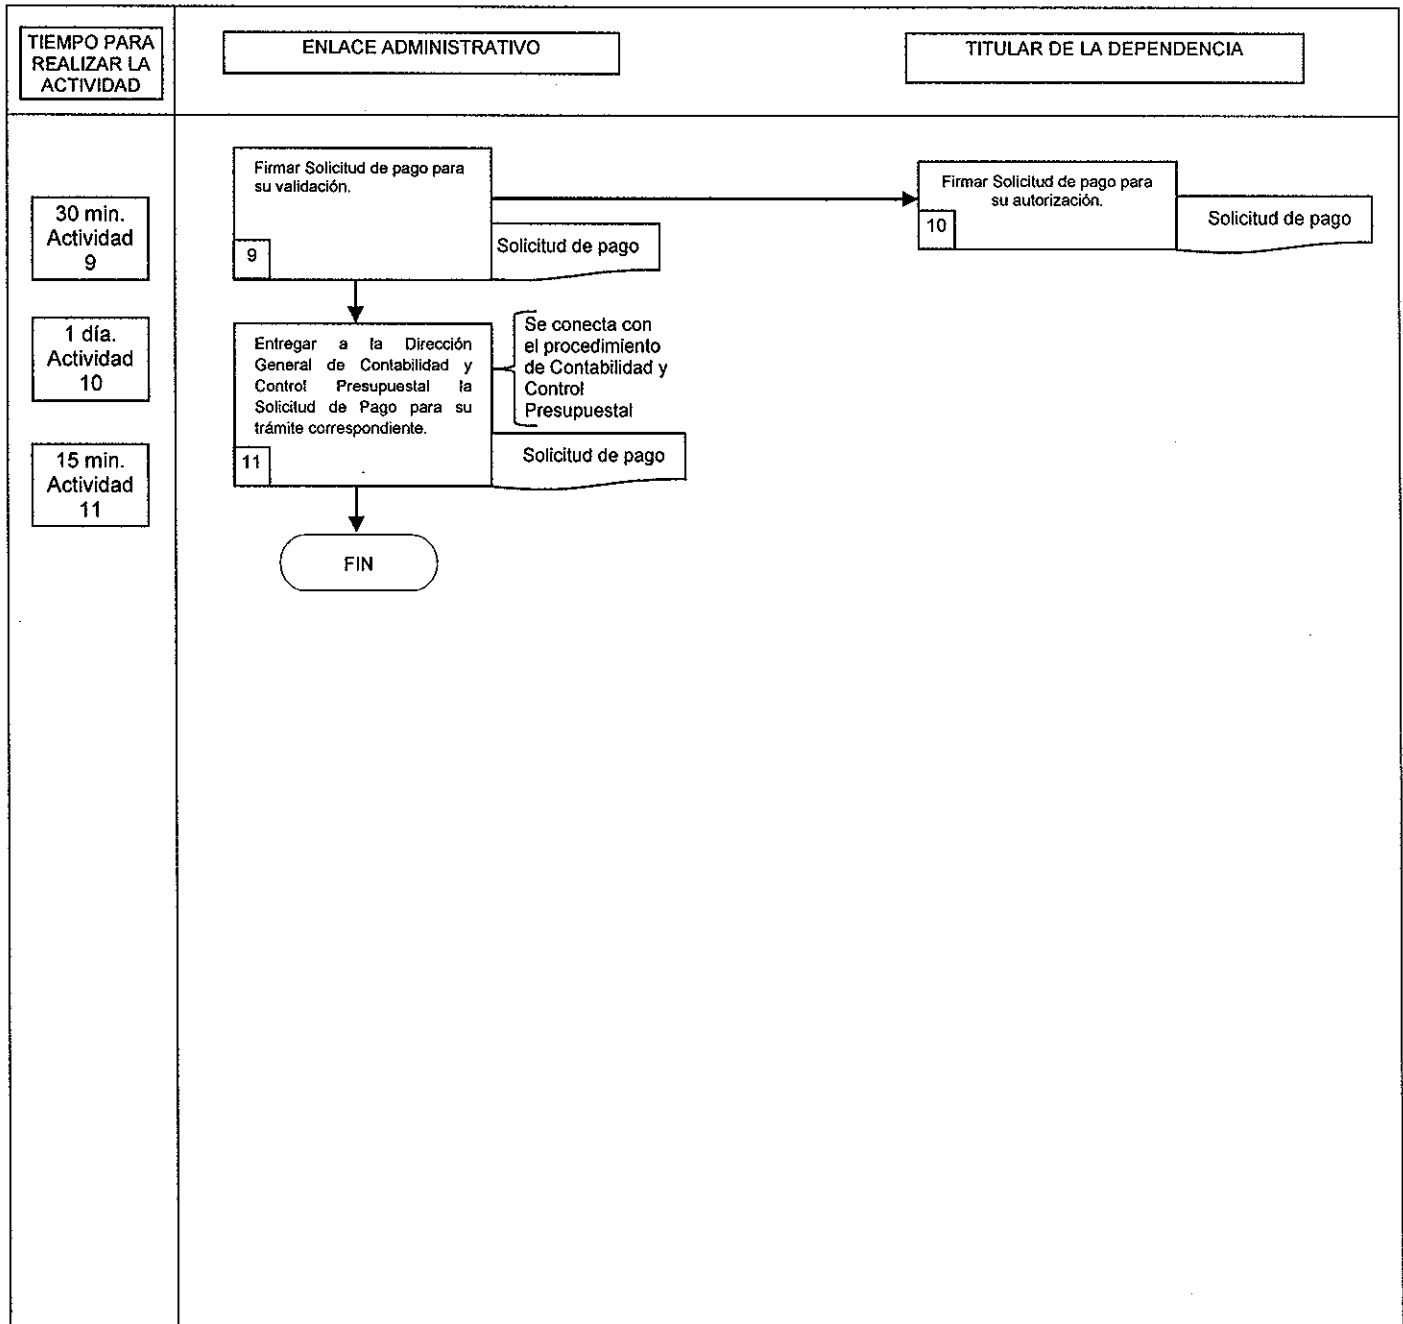 TIEMPO PARA
REALIZAR LA
ACTIVIDAD
ENLACE ADMINISTRATIVO
TITULAR DE LA DEPENDENCIA
30 min.
Actividad
9
Firmar Solicitud de pago para
su validación.
9
Solicitud de pago
Firmar Solicitud de pago para
su autorización.
10
Solicitud de pago
1 día.
Actividad
10
Entregar a la Dirección
General de Contabilidad y
Control Presupuestal la
Solicitud de Pago para su
trámite correspondiente.
11
Se conecta con
el procedimiento
de Contabilidad y
Control
Presupuestal
Solicitud de pago
15 min.
Actividad
11
FIN